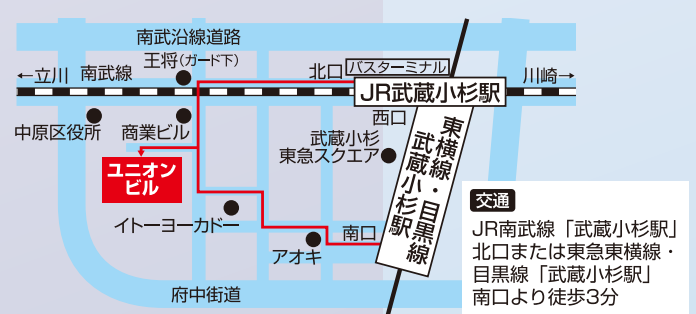 南武沿線道路
王将(ガード下)
←立川
南武線
北口
バスターミナル
川崎→
JR武蔵小杉駅
中原区役所
商業ビル
西口
武蔵小杉
東急スクエア
東横線・目黒線
武蔵小杉駅
ユニオン
ビル
イトーヨーカドー
アオキ
南口
府中街道
交通
JR南武線「武蔵小杉駅」
北口または東急東横線・
目黒線「武蔵小杉駅」
南口より徒歩3分